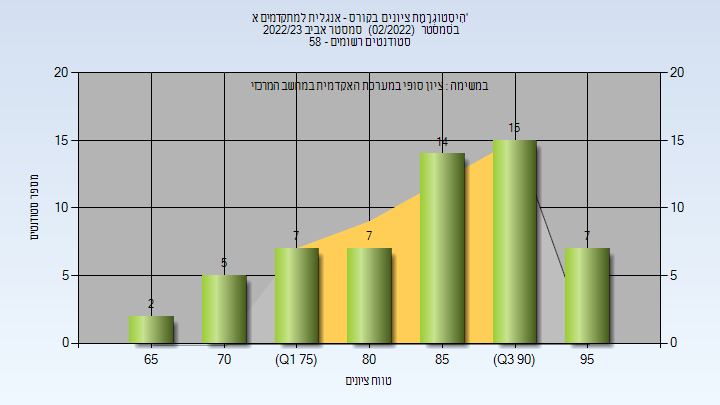 הִיסְטוֹגְרָמַת ציונים בקורס - אנגלית למתקדמים א'
בסמסטר (02/2022) סמסטר אביב 2022/23
סטודנטים רשומים - 58
במשימה : ציון סופי במערכת האקדמית במחשב המרכזי
20 20
15 15
10 10
5 5
0 0
2 5 7 7 14 15 7
65 70 (Q1 75) 80 85 (Q3 90) 95
מספר סטודנטים
טווח ציונים